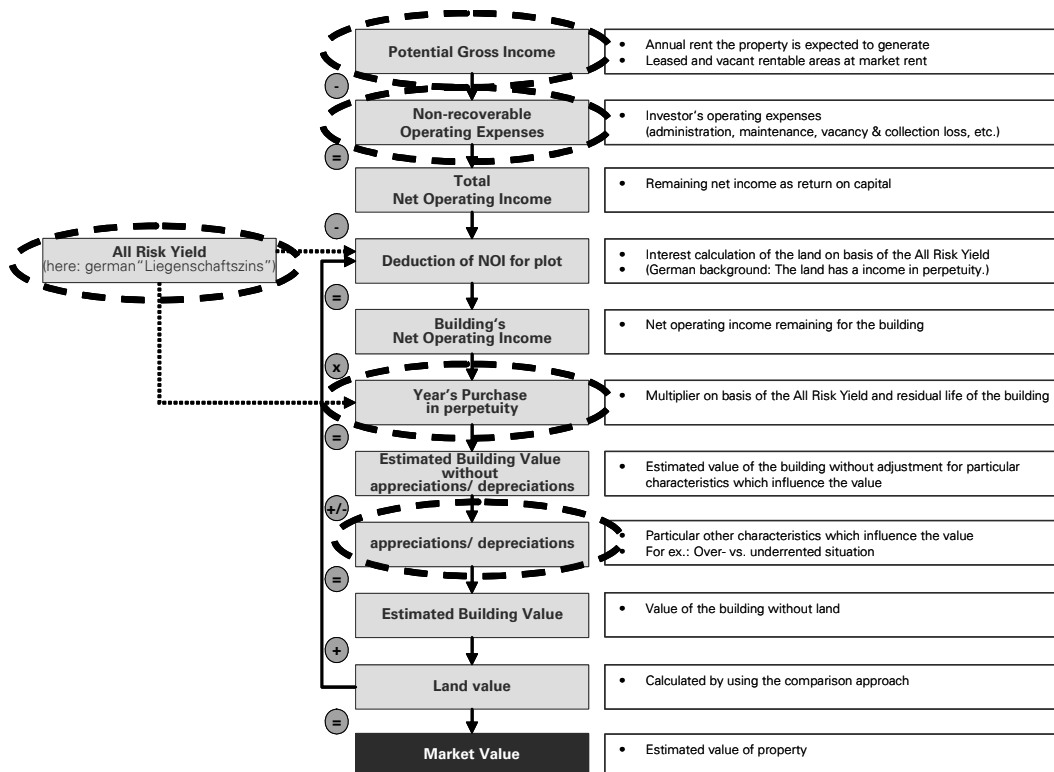 Potential Gross Income
• Annual rent the property is expected to generate
• Leased and vacant rentable areas at market rent
-
Non-recoverable
Operating Expenses
• Investor's operating expenses
(administration, maintenance, vacancy & collection loss, etc.)
=
Total
Net Operating Income
• Remaining net income as return on capital
-
All Risk Yield
(here: german"Liegenschaftszins")
Deduction of NOI for plot
• Interest calculation of the land on basis of the All Risk Yield
• (German background: The land has a income in perpetuity.)
=
Building's
Net Operating Income
• Net operating income remaining for the building
x
Year's Purchase
in perpetuity
• Multiplier on basis of the All Risk Yield and residual life of the building
=
Estimated Building Value
without
appreciations/ depreciations
• Estimated value of the building without adjustment for particular
characteristics which influence the value
+/-
appreciations/ depreciations
• Particular other characteristics which influence the value
• For ex.: Over- vs. underrented situation
=
Estimated Building Value
• Value of the building without land
+
Land value
• Calculated by using the comparison approach
=
Market Value
• Estimated value of property